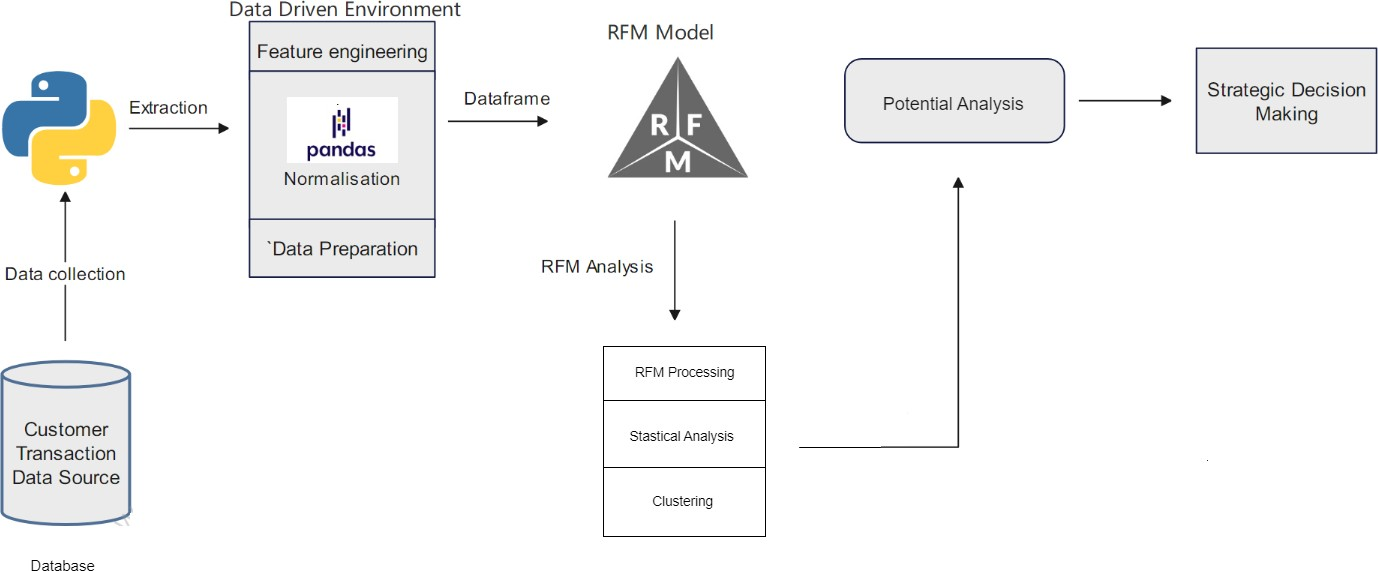 Data Driven Environment
Feature engineering
pandas
Normalisation
`Data Preparation
Extraction
Data collection
Customer
Transaction
Data Source
Database
Dataframe
RFM Model
R F
M
RFM Analysis
RFM Processing
Stastical Analysis
Clustering
Potential Analysis
Strategic Decision
Making